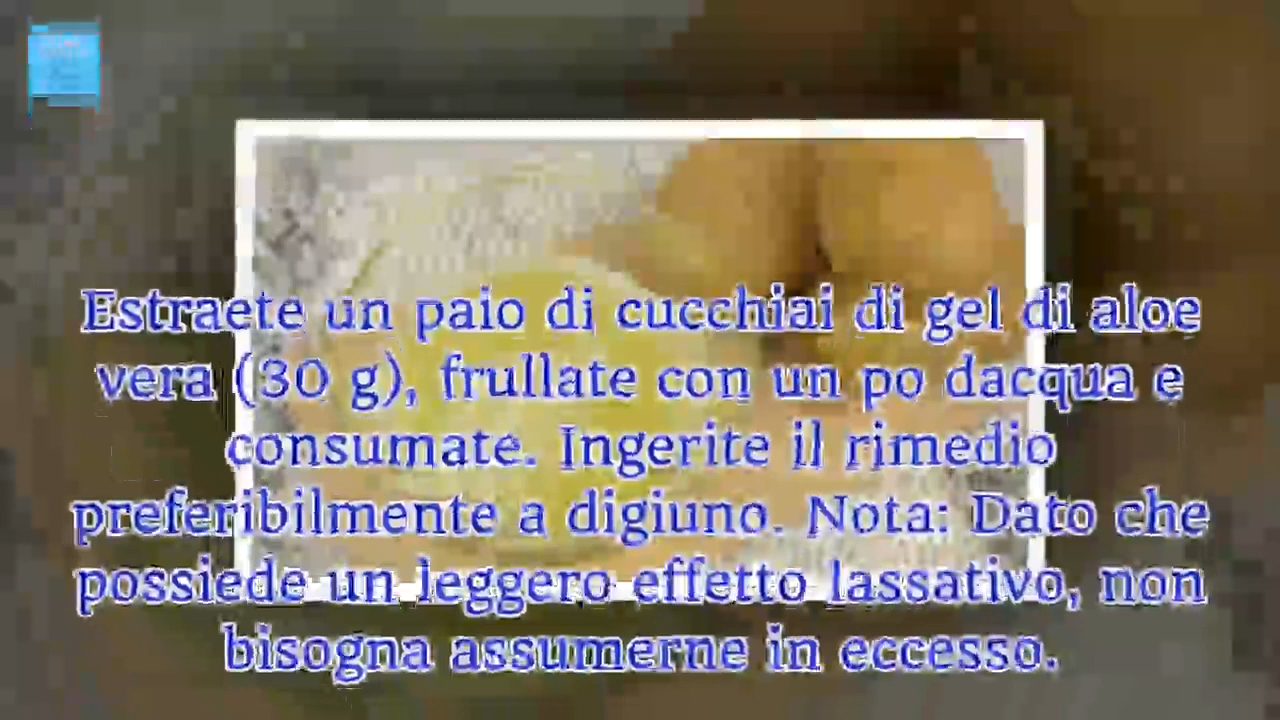 Estraete un paio di cucchiai di gel di aloe
vera (30 g), frullate con un po dacqua e
consumate. Ingerite il rimedio
preferibilmente a digiuno. Nota: Dato che
possiede un leggero effetto lassativo, non
bisogna assumerne in eccesso.